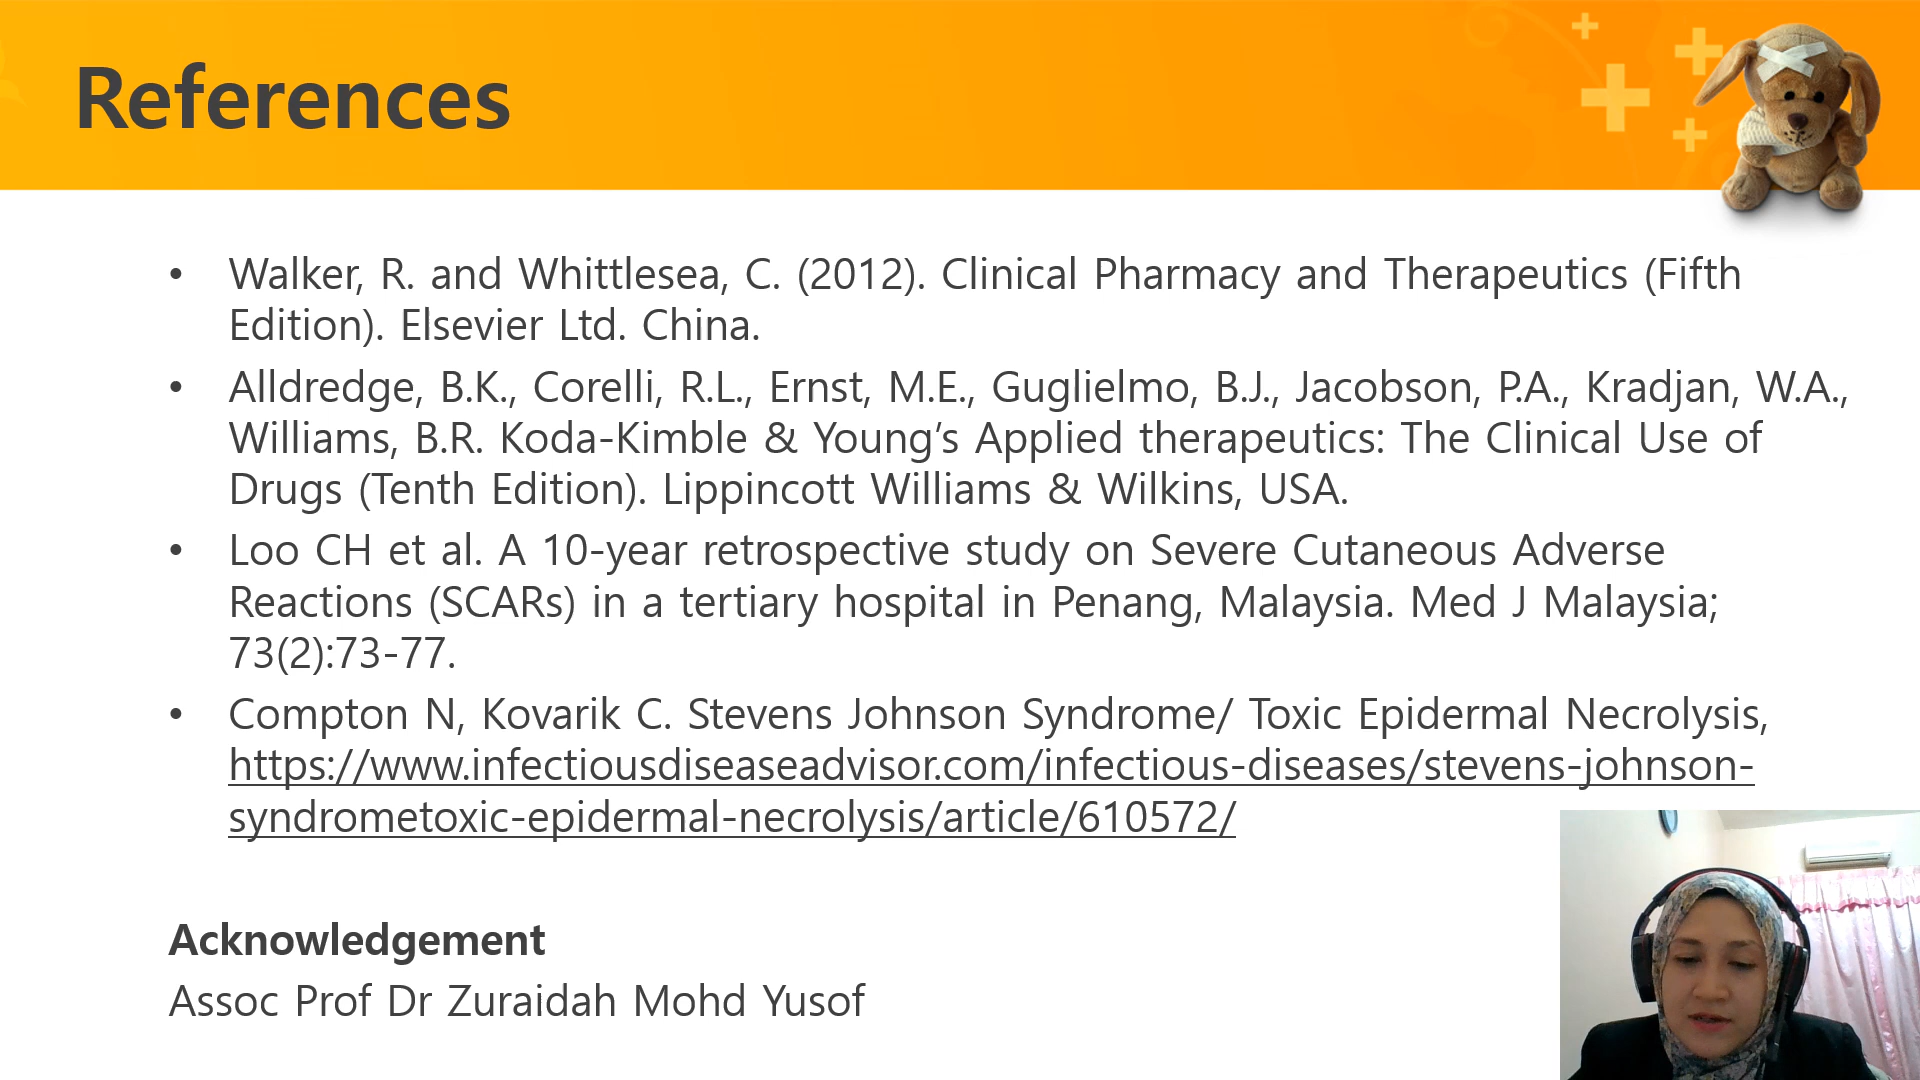 References
• Walker, R. and Whittlesea, C. (2012). Clinical Pharmacy and Therapeutics (Fifth
Edition). Elsevier Ltd. China.
• Alldredge, B.K., Corelli, R.L., Ernst, M.E., Guglielmo, B.J., Jacobson, P.A., Kradjan, W.A.,
Williams, B.R. Koda-Kimble & Young’s Applied therapeutics: The Clinical Use of
Drugs (Tenth Edition). Lippincott Williams & Wilkins, USA.
• Loo CH et al. A 10-year retrospective study on Severe Cutaneous Adverse
Reactions (SCARs) in a tertiary hospital in Penang, Malaysia. Med J Malaysia;
73(2):73-77.
• Compton N, Kovarik C. Stevens Johnson Syndrome/ Toxic Epidermal Necrolysis,
https://www.infectiousdiseaseadvisor.com/infectious-diseases/stevens-johnson-
syndrometoxic-epidermal-necrolysis/article/610572/
Acknowledgement
Assoc Prof Dr Zuraidah Mohd Yusof